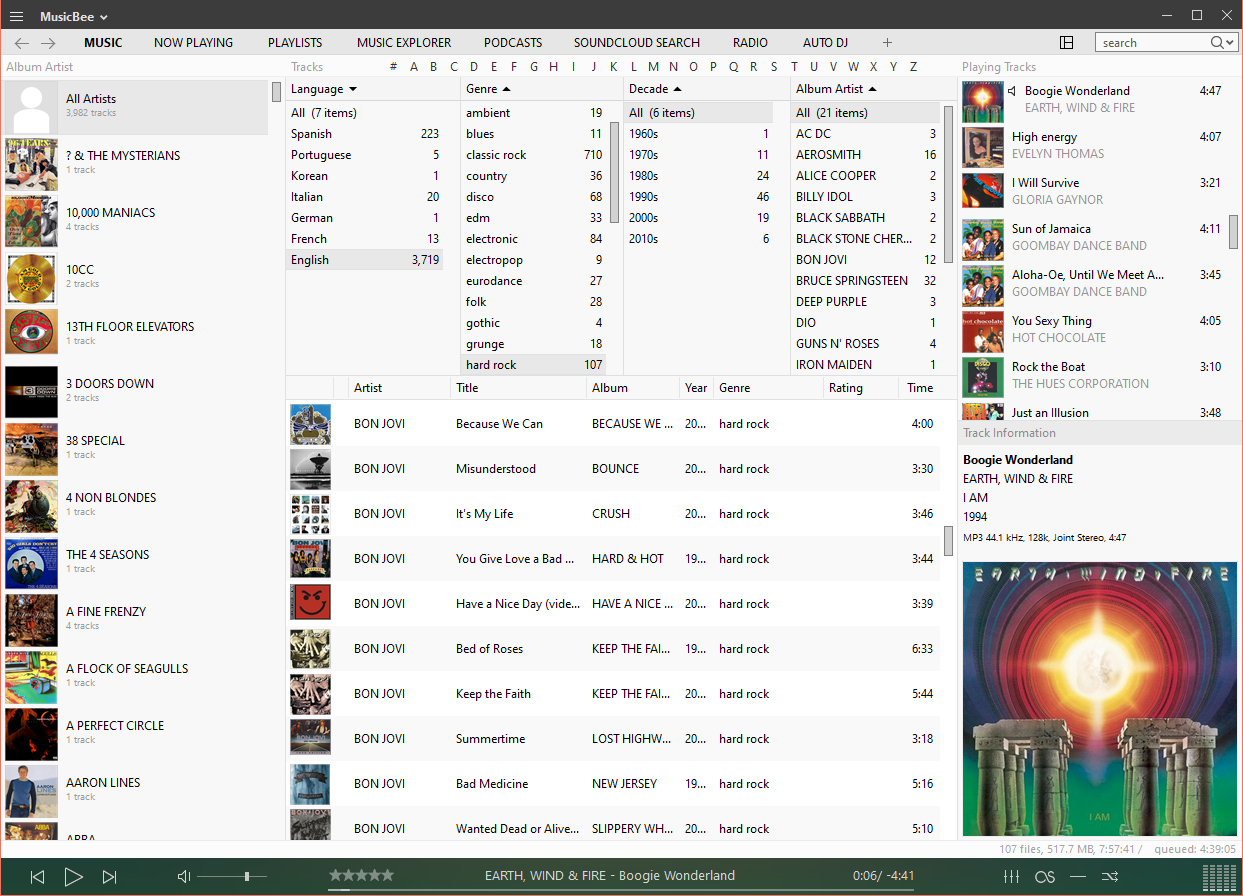 MusicBee
MUSIC NOW PLAYING PLAYLISTS MUSIC EXPLORER PODCASTS SOUNDCLOUD SEARCH RADIO AUTO DJ + search
Album Artist
All Artists
3,982 tracks
? & THE MYSTERIANS
1 track
10,000 MANIACS
4 tracks
10CC
2 tracks
13TH FLOOR ELEVATORS
1 track
3 DOORS DOWN
2 tracks
38 SPECIAL
1 track
4 NON BLONDES
1 track
THE 4 SEASONS
1 track
A FINE FRENZY
4 tracks
A FLOCK OF SEAGULLS
1 track
A PERFECT CIRCLE
1 track
AARON LINES
1 track
ABBA
Tracks # A B C D E F G H I J K L M N O P Q R S T U V W X Y Z
Language
All (7 items)
Spanish 223
Portuguese 5
Korean 1
Italian 20
German 1
French 13
English 3,719
Genre
ambient 19
blues 11
classic rock 710
country 36
disco 68
edm 33
electronic 84
electropop 9
eurodance 27
folk 28
gothic 4
grunge 18
hard rock 107
Decade
All (6 items)
1960s 1
1970s 11
1980s 24
1990s 46
2000s 19
2010s 6
Album Artist
All (21 items)
AC DC 3
AEROSMITH 16
ALICE COOPER 2
BILLY IDOL 3
BLACK SABBATH 2
BLACK STONE CHER... 2
BON JOVI 12
BRUCE SPRINGSTEEN 32
DEEP PURPLE 3
DIO 1
GUNS N' ROSES 4
IRON MAIDEN 1
Artist Title Album Year Genre Rating Time
BON JOVI Because We Can BECAUSE WE ... 20... hard rock 4:00
BON JOVI Misunderstood BOUNCE 20... hard rock 3:30
BON JOVI It's My Life CRUSH 20... hard rock 3:46
BON JOVI You Give Love a Bad ... HARD & HOT 19... hard rock 3:44
BON JOVI Have a Nice Day (vide... HAVE A NICE ... 20... hard rock 3:39
BON JOVI Bed of Roses KEEP THE FAI... 19... hard rock 6:33
BON JOVI Keep the Faith KEEP THE FAI... 20... hard rock 5:44
BON JOVI Summertime LOST HIGHW... 20... hard rock 3:18
BON JOVI Bad Medicine NEW JERSEY 19... hard rock 5:16
BON JOVI Wanted Dead or Alive... SLIPPERY WH... 19... hard rock 5:10
Playing Tracks
Boogie Wonderland 4:47
EARTH, WIND & FIRE
High energy 4:07
EVELYN THOMAS
I Will Survive 3:21
GLORIA GAYNOR
Sun of Jamaica 4:11
GOOMBAY DANCE BAND
Aloha-Oe, Until We Meet A... 3:45
GOOMBAY DANCE BAND
You Sexy Thing 4:05
HOT CHOCOLATE
hot chocolate
Rock the Boat 3:10
THE HUES CORPORATION
Just an Illusion 3:48
Track Information
Boogie Wonderland
EARTH, WIND & FIRE
I AM
1994
MP3 44.1 kHz, 128k, Joint Stereo, 4:47
EARTH · WIND & FIRE
I AM
107 files, 517.7 MB, 7:57:41 / queued: 4:39:05
EARTH, WIND & FIRE - Boogie Wonderland 0:06/ -4:41